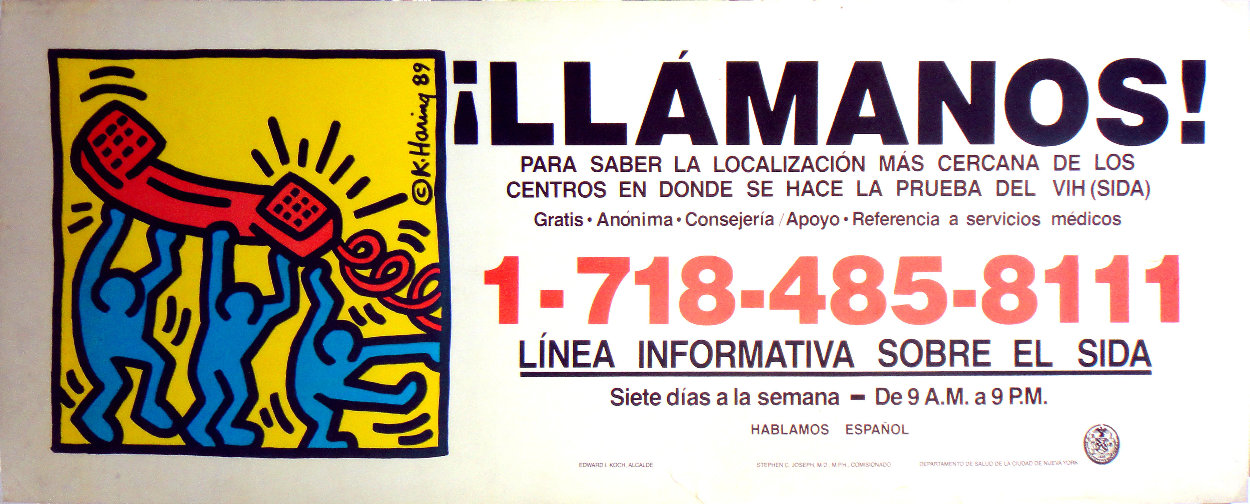 © K. Haring 89
¡LLÁMANOS!
PARA SABER LA LOCALIZACIÓN MÁS CERCANA DE LOS
CENTROS EN DONDE SE HACE LA PRUEBA DEL VIH (SIDA)
Gratis • Anónima • Consejería / Apoyo • Referencia a servicios médicos
1-718-485-8111
LÍNEA INFORMATIVA SOBRE EL SIDA
Siete días a la semana – De 9 A.M. a 9 P.M.
HABLAMOS ESPAÑOL
EDWARD I. KOCH, ALCALDE
STEPHEN C. JOSEPH, M.D., M.P.H., COMISIONADO
DEPARTAMENTO DE SALUD DE LA CIUDAD DE NUEVA YORK